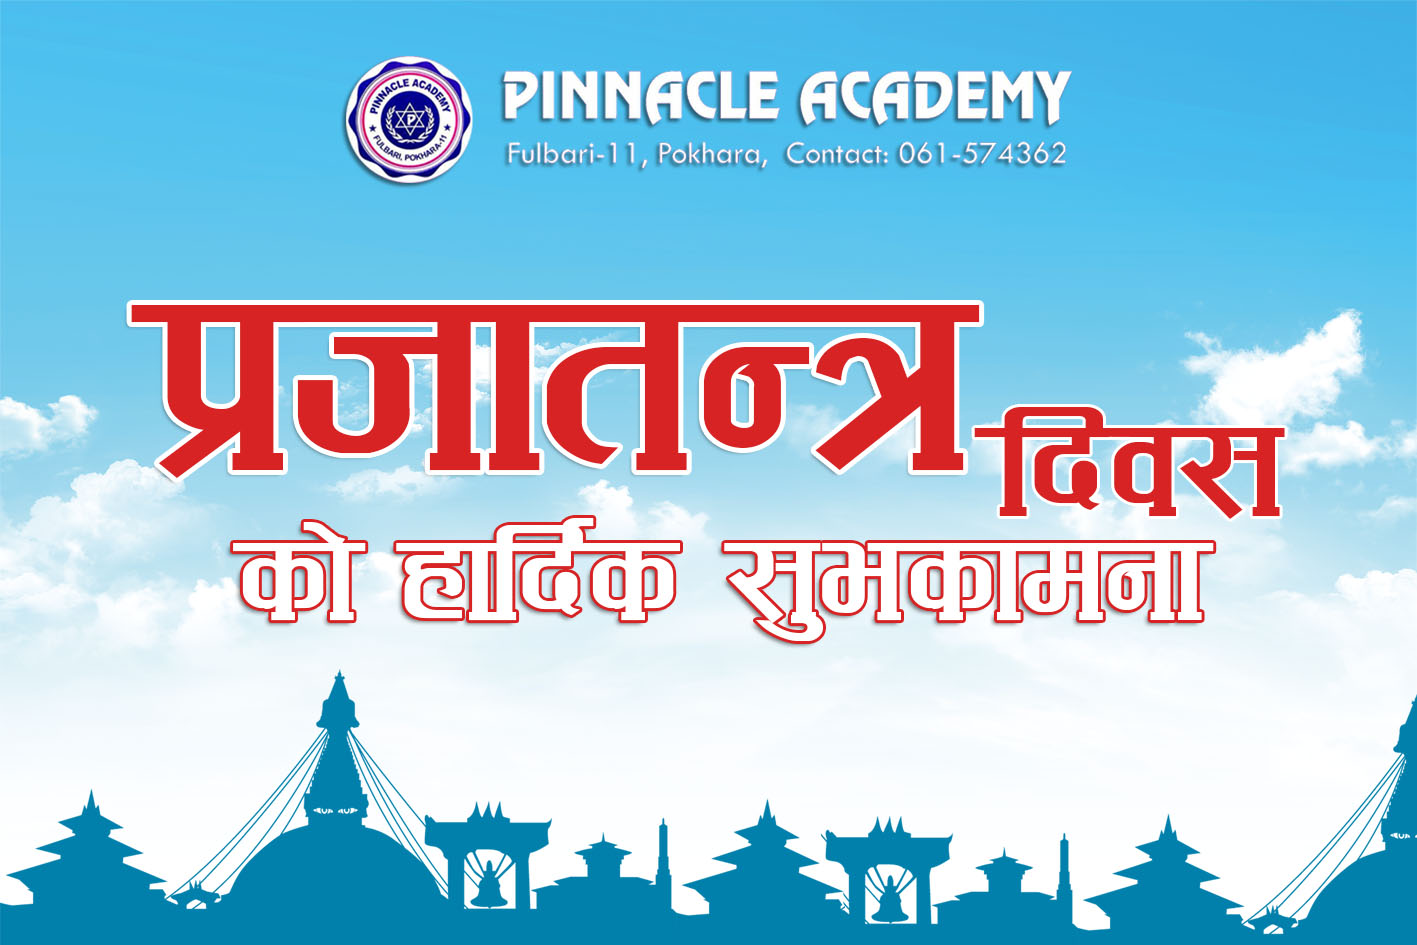 PINNACLE ACADEMY
FULBARI, POKHARA-11
P
PINNACLE ACADEMY
Fulbari-11, Pokhara, Contact: 061-574362
प्रजातन्त्र दिवस
को हार्दिक सुभकामना